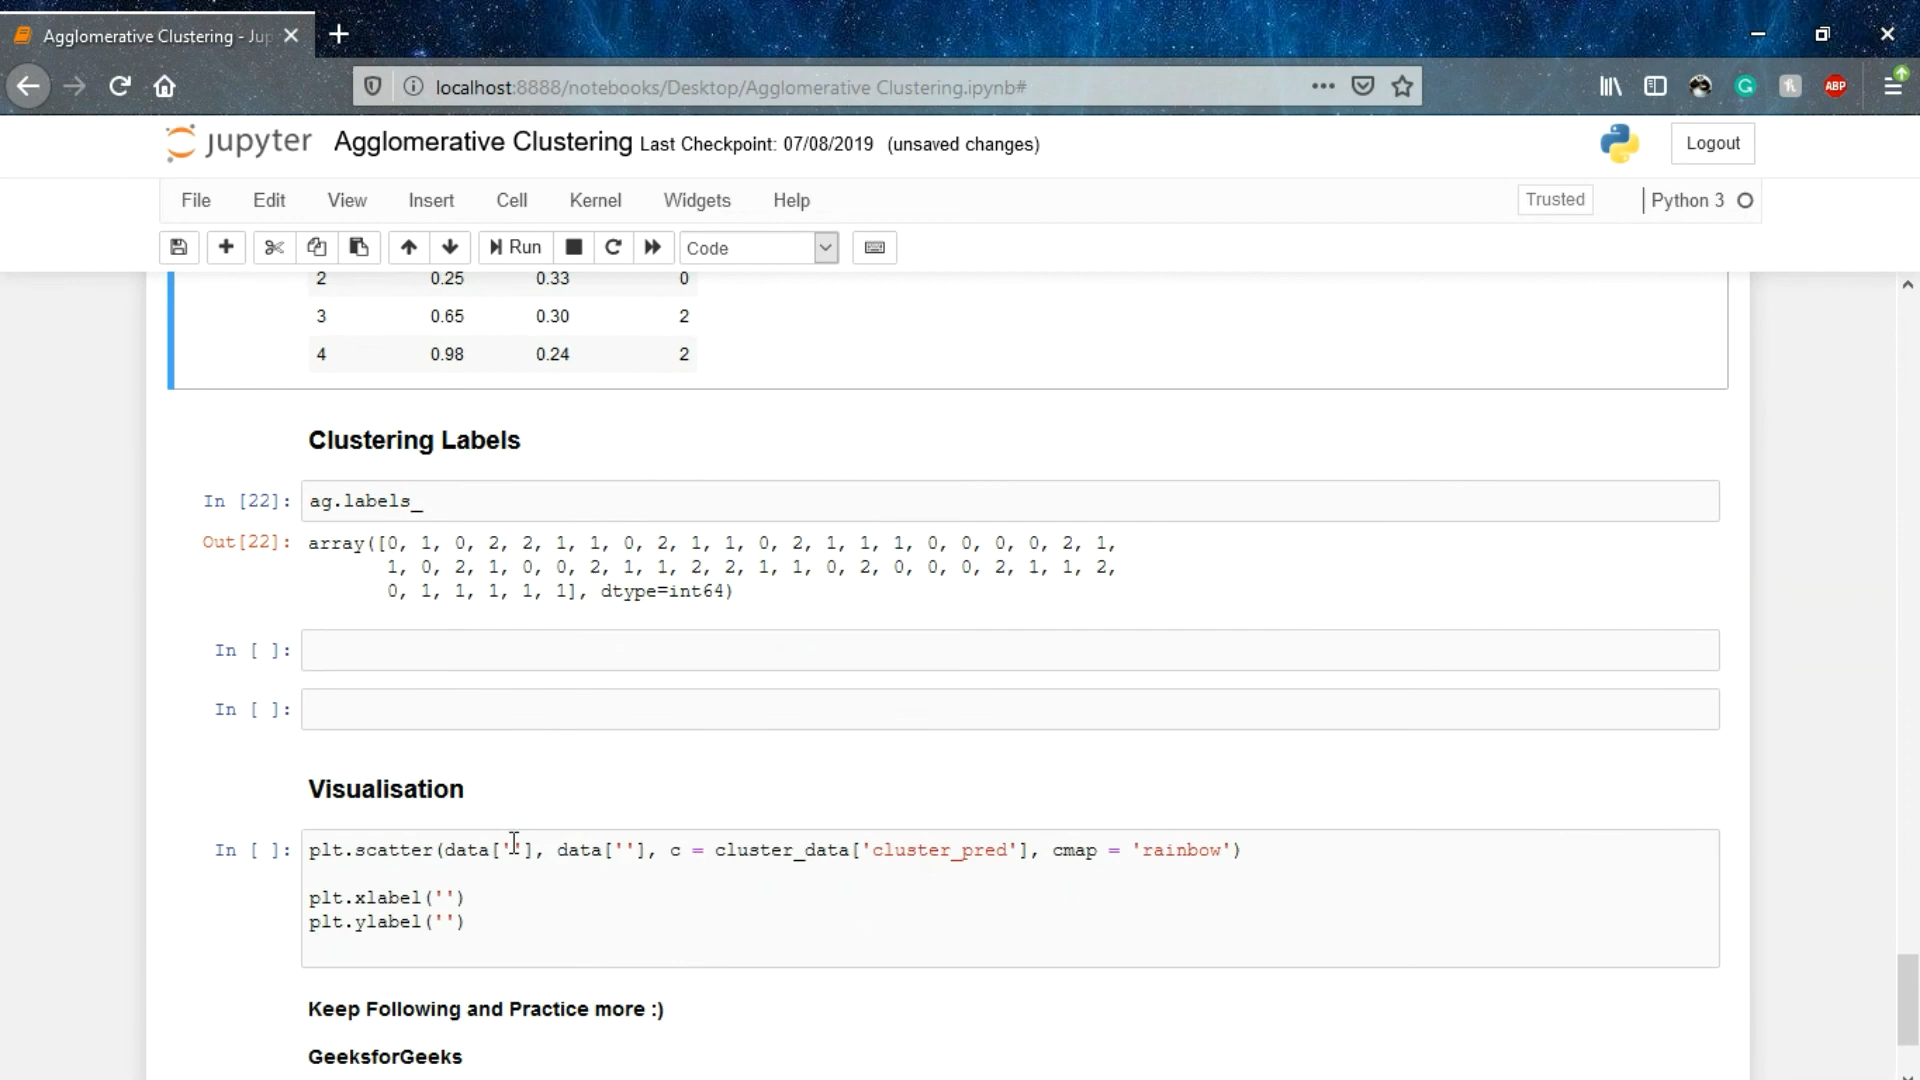 Agglomerative Clustering - Jup
localhost:8888/notebooks/Desktop/Agglomerative Clustering.ipynb#
ABP
jupyter Agglomerative Clustering Last Checkpoint: 07/08/2019 (unsaved changes)
Logout
File Edit View Insert Cell Kernel Widgets Help
Trusted
Python 3
Run
Code
2 0.25 0.33 0
3 0.65 0.30 2
4 0.98 0.24 2
Clustering Labels
In [22]: ag.labels_
Out[22]: array([0, 1, 0, 2, 2, 1, 1, 0, 2, 1, 1, 0, 2, 1, 1, 1, 0, 0, 0, 0, 2, 1,
1, 0, 2, 1, 0, 0, 2, 1, 1, 2, 2, 1, 1, 0, 2, 0, 0, 0, 2, 1, 1, 2,
0, 1, 1, 1, 1, 1], dtype=int64)
In [ ]:
In [ ]:
Visualisation
In [ ]: plt.scatter(data[''], data[''], c = cluster_data['cluster_pred'], cmap = 'rainbow')
plt.xlabel('')
plt.ylabel('')
Keep Following and Practice more :)
GeeksforGeeks